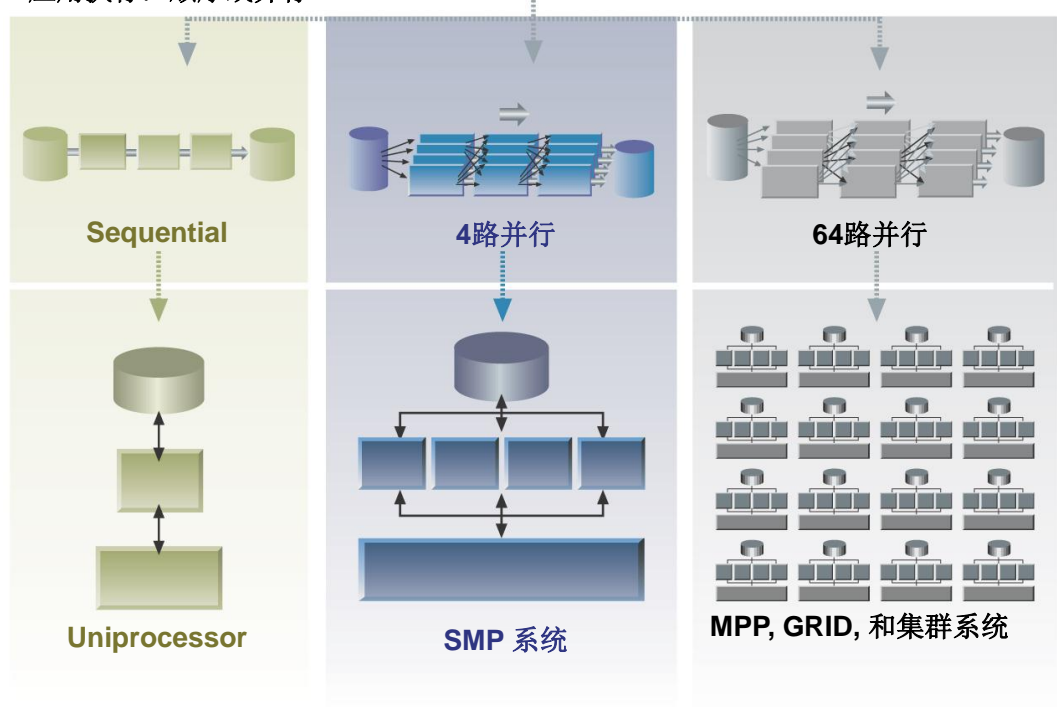 Sequential
4路并行
64路并行
Uniprocessor
SMP 系统
MPP, GRID, 和集群系统